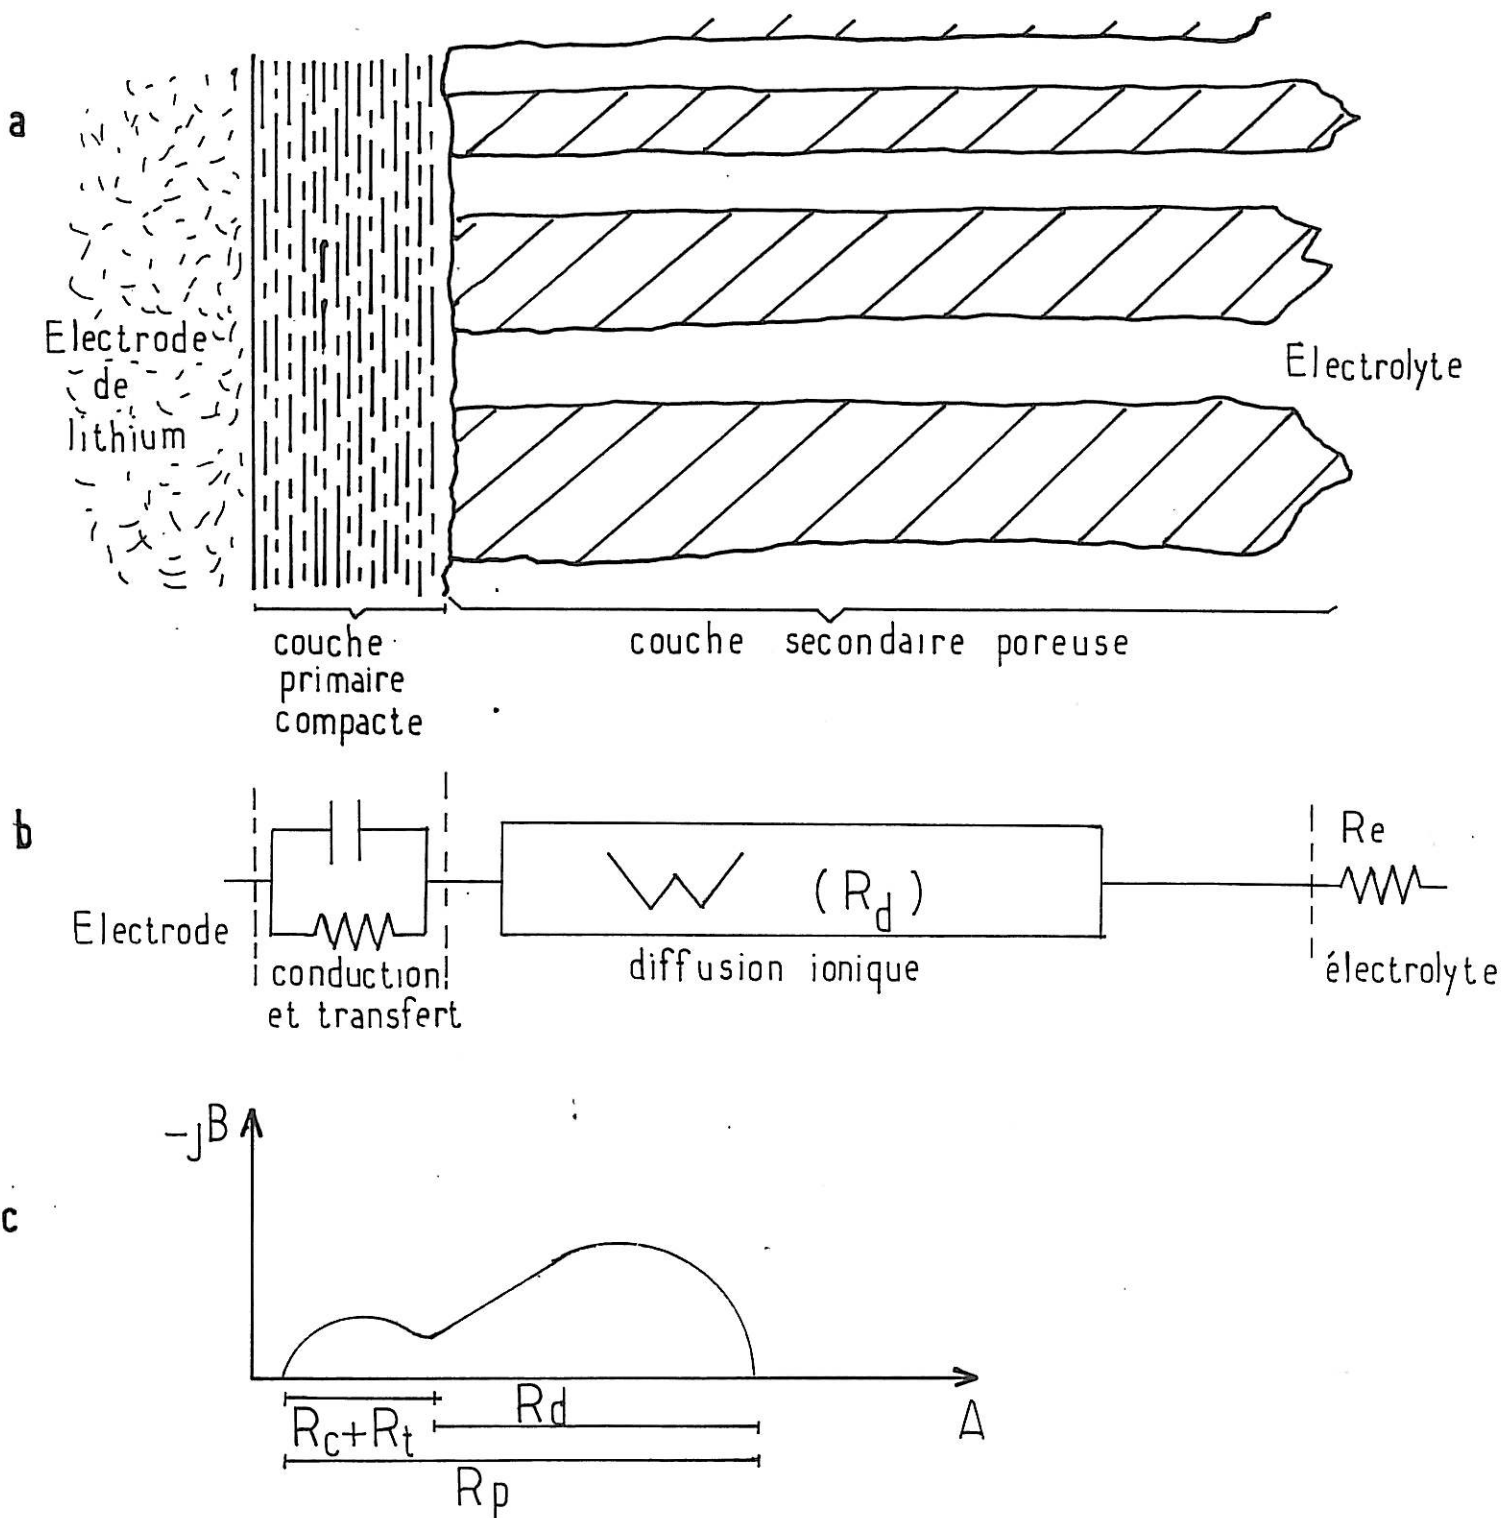 a
Electrode
de
lithium
Electrolyte
couche
primaire
compacte
couche secondaire poreuse
b
Re
W (Rd)
Electrode
conduction
et transfert
diffusion ionique
électrolyte
-jB
c
Rd
Rc+Rt
A
Rp